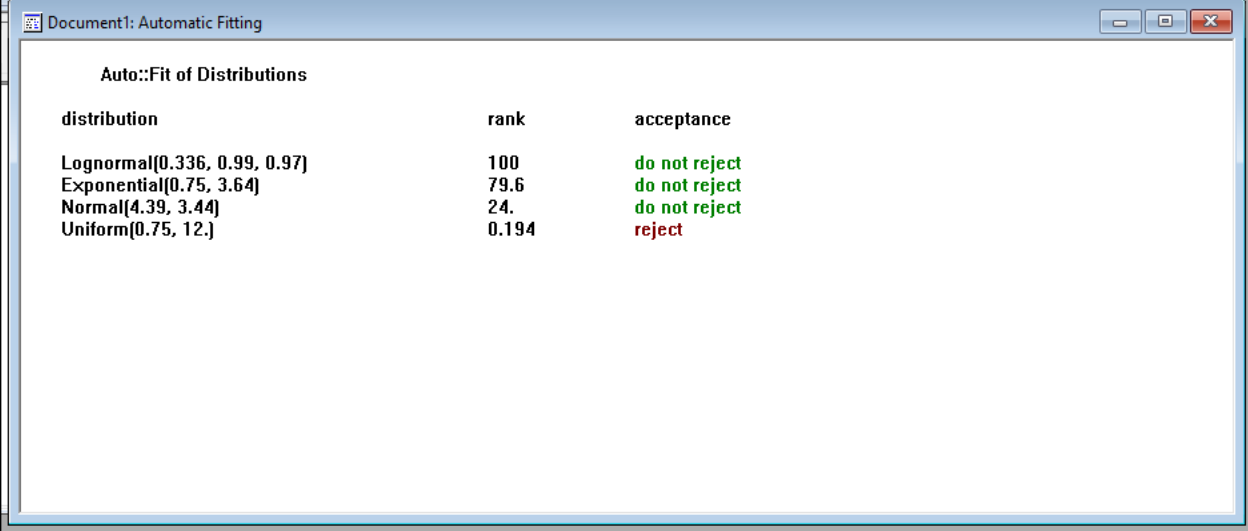 Document1: Automatic Fitting
Auto::Fit of Distributions
distribution rank acceptance
Lognormal(0.336, 0.99, 0.97) 100 do not reject
Exponential(0.75, 3.64) 79.6 do not reject
Normal(4.39, 3.44) 24. do not reject
Uniform(0.75, 12.) 0.194 reject